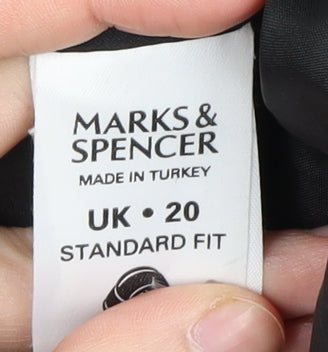 MARKS &
SPENCER
MADE IN TURKEY
UK • 20
STANDARD FIT